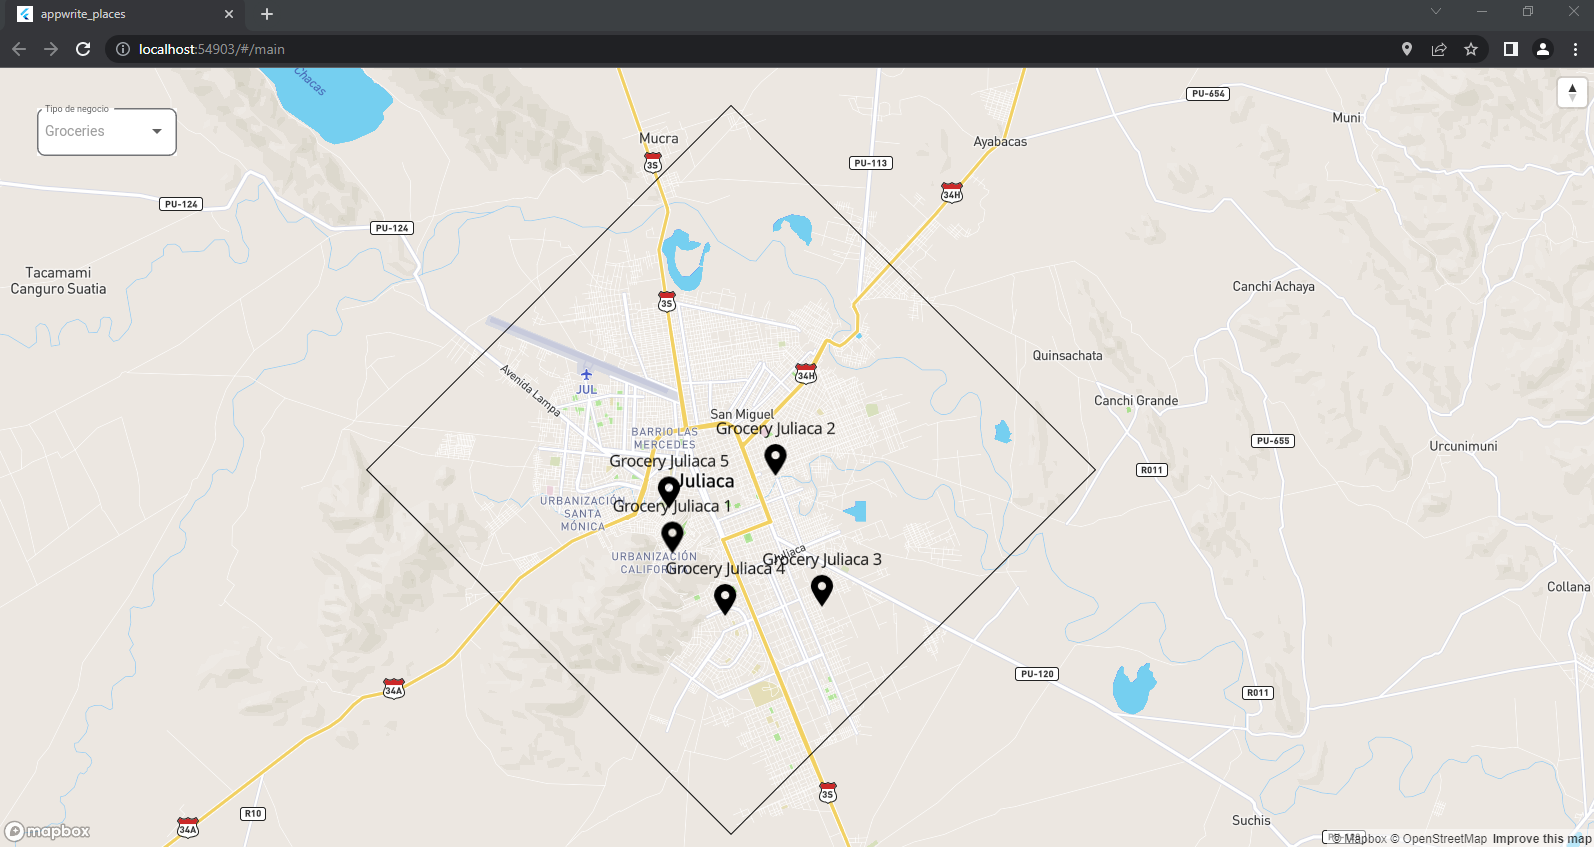 appwrite_places
localhost:54903/#/main
Chacas
Tipo de negocio
Groceries
PU-654
Muni
Mucra
3S
Ayabacas
PU-113
34H
PU-124
PU-124
Tacamami
Canguro Suatia
Canchi Achaya
3S
Quinsachata
Avenida Lampa
JUL
34H
Canchi Grande
San Miguel
Grocery Juliaca 2
BARRIO LAS
MERCEDES
PU-655
Urcunimuni
Grocery Juliaca 5
R011
Juliaca
URBANIZACIÓN
SANTA
MÓNICA
Grocery Juliaca 1
URBANIZACIÓN
CALIFORNIA
Juliaca
Grocery Juliaca 3
Grocery Juliaca 4
Collana
PU-120
34A
R011
3S
R10
34A
Suchis
mapbox
© Mapbox © OpenStreetMap Improve this map